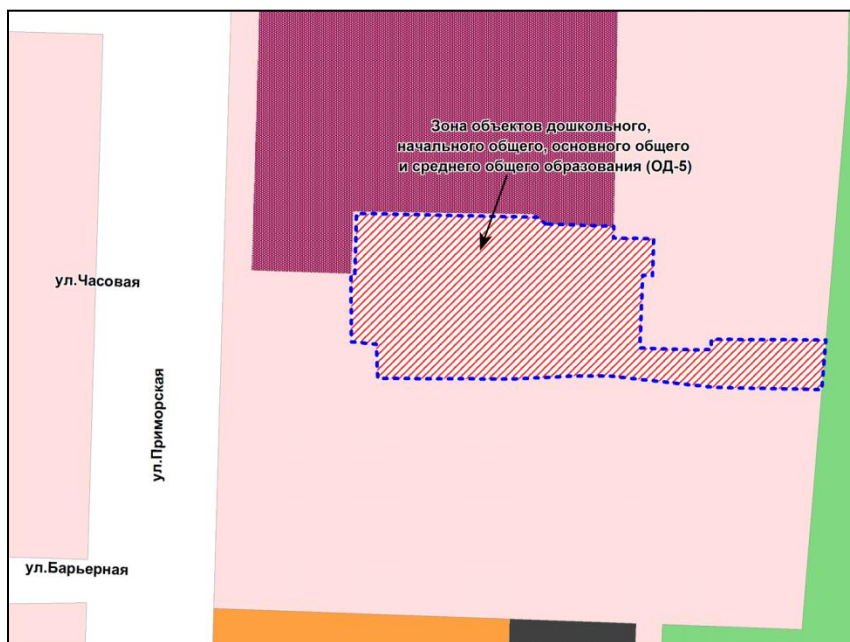 Зона объектов дошкольного,
начального общего, основного общего
и среднего общего образования (ОД-5)
ул.Часовая
ул.Приморская
ул.Барьерная